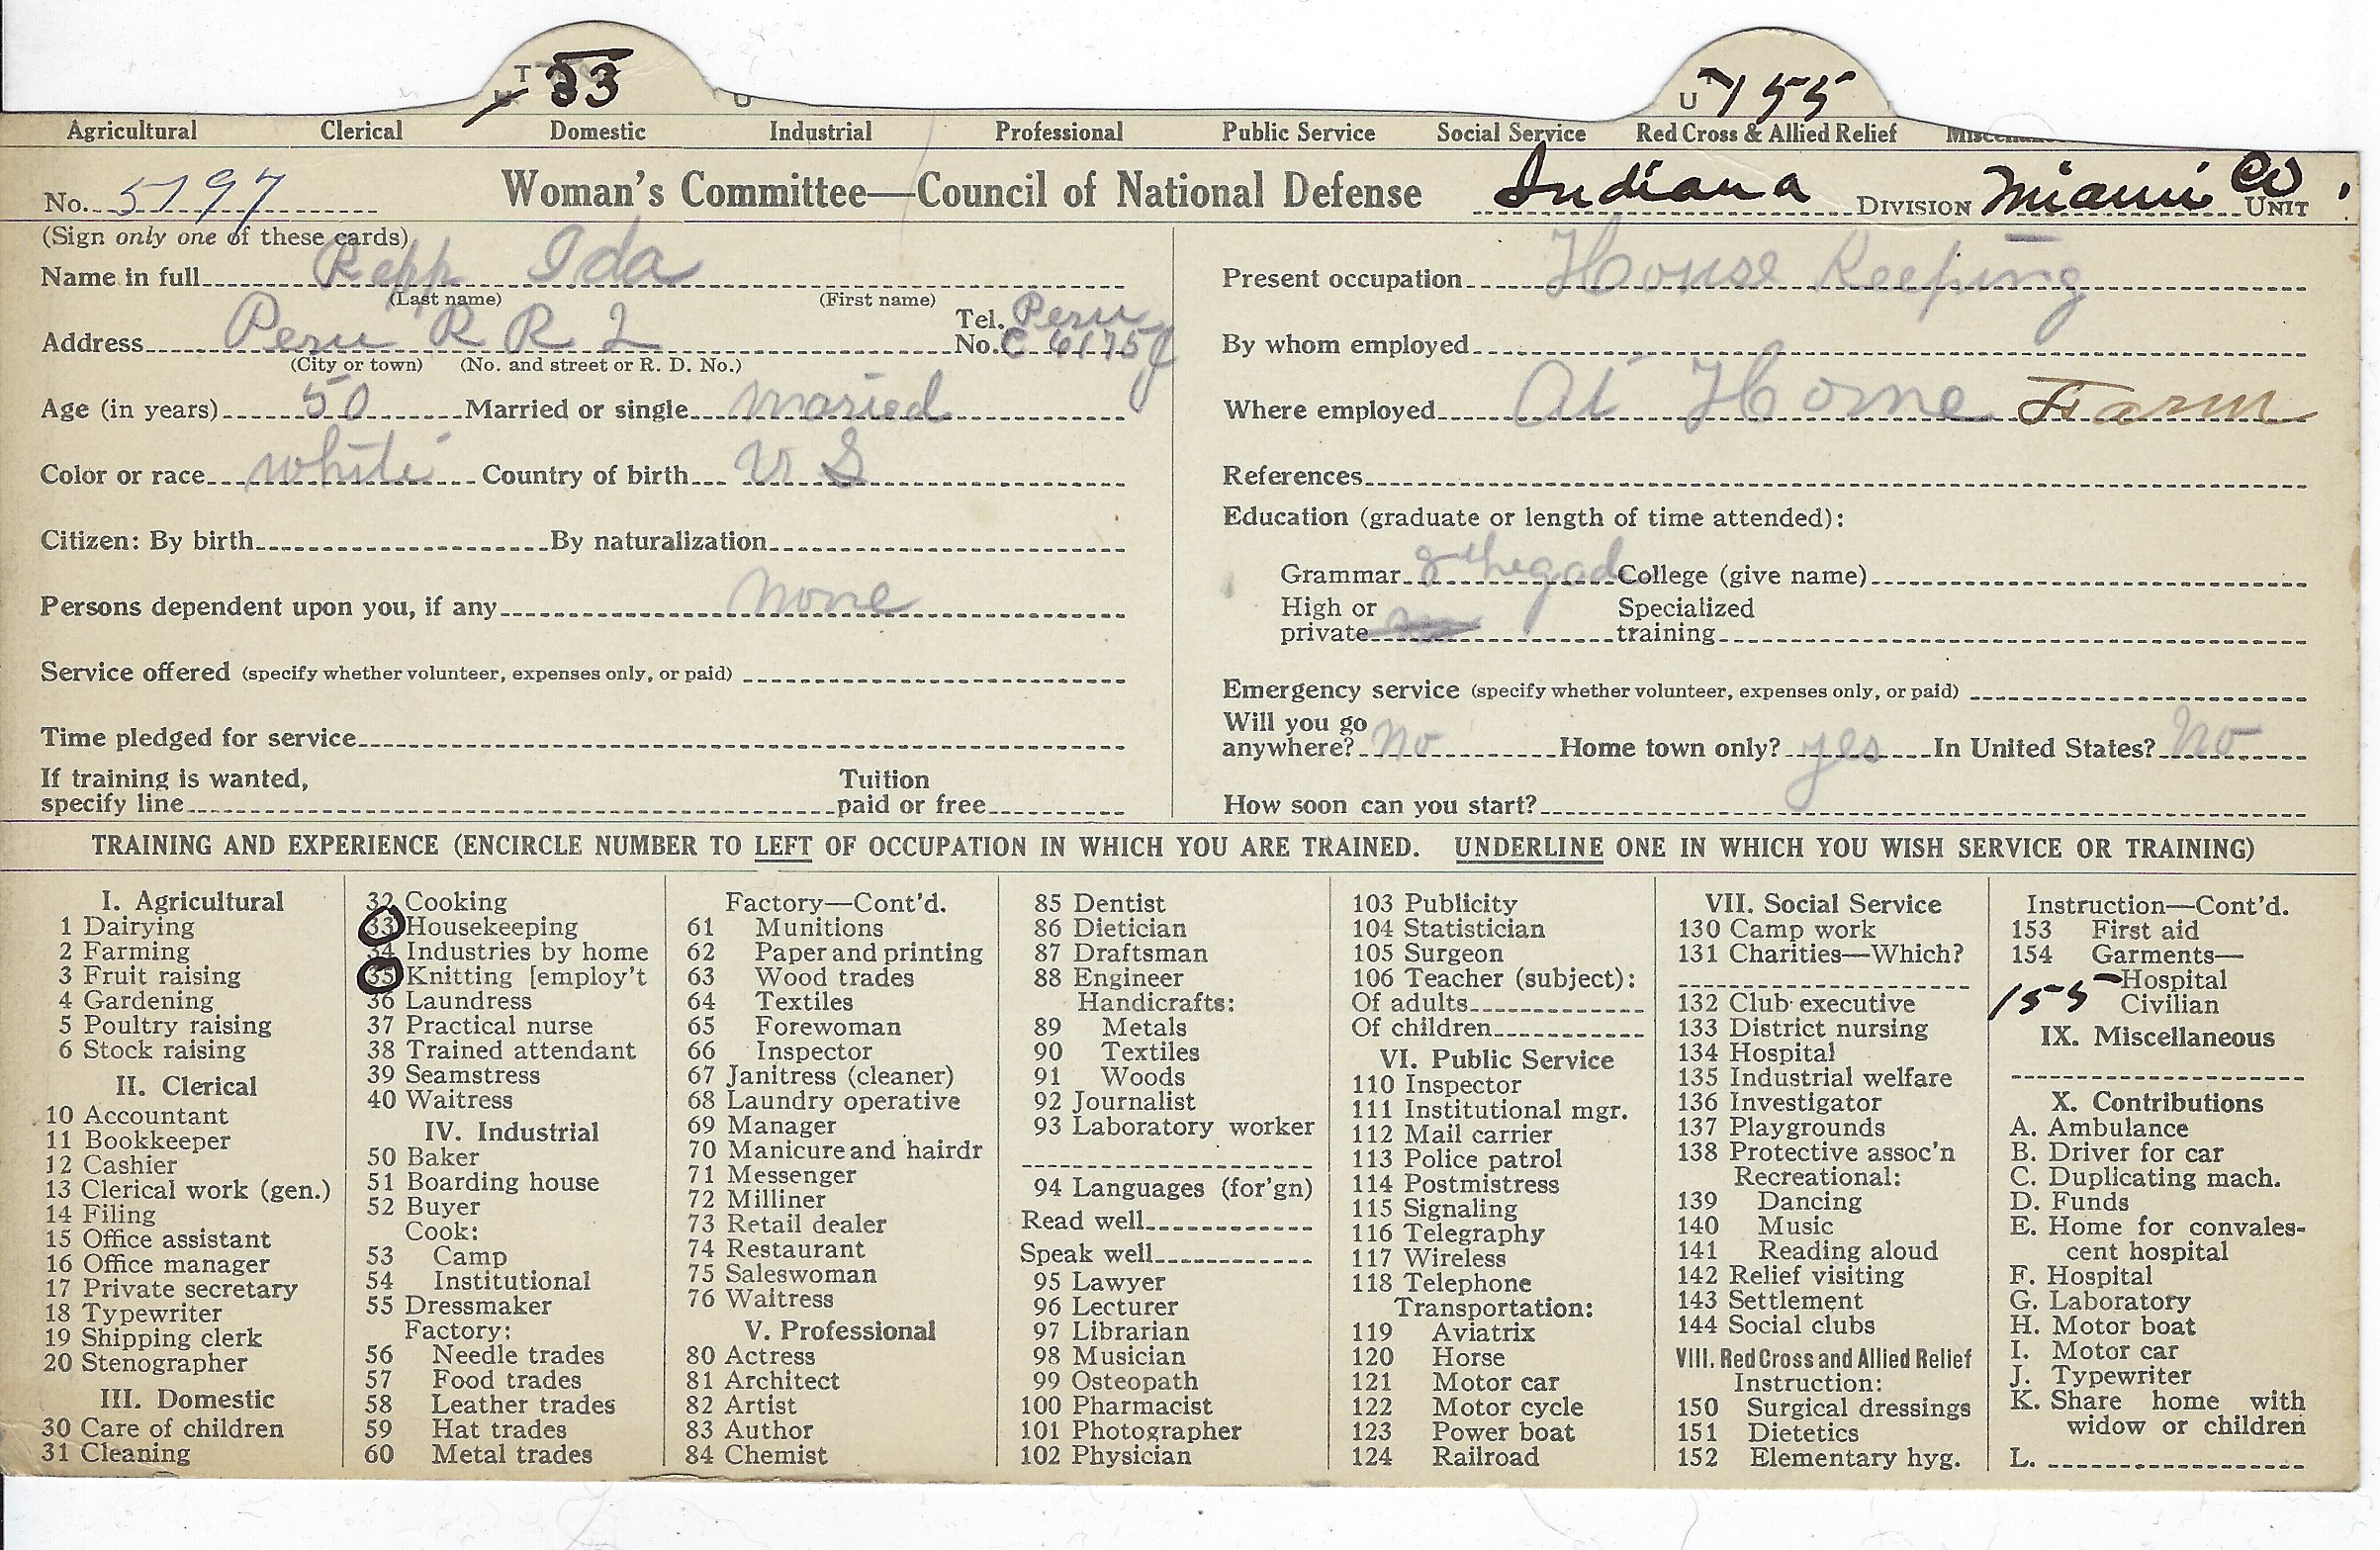 T 33 U 155
U
Agricultural Clerical Domestic Industrial Professional Public Service Social Service Red Cross & Allied Relief
No. 5797 Woman's Committee—Council of National Defense Indiana DIVISION Miami Co. UNIT
(Sign only one of these cards)
Name in full Repp Ida
(Last name) (First name)
Address Peru R R 2 Tel. No. Peru C 6175
(City or town) (No. and street or R. D. No.)
Age (in years) 50 Married or single maried
Color or race white Country of birth U S
Citizen: By birth By naturalization
Persons dependent upon you, if any none
Service offered (specify whether volunteer, expenses only, or paid)
Time pledged for service
If training is wanted, Tuition
specify line paid or free
Present occupation House Keeping
By whom employed
Where employed At Home Farm
References
Education (graduate or length of time attended):
Grammar 8 the gad College (give name)
High or Specialized
private training
Emergency service (specify whether volunteer, expenses only, or paid)
Will you go
anywhere? No Home town only? yes In United States? No
How soon can you start?
TRAINING AND EXPERIENCE (ENCIRCLE NUMBER TO LEFT OF OCCUPATION IN WHICH YOU ARE TRAINED. UNDERLINE ONE IN WHICH YOU WISH SERVICE OR TRAINING)
I. Agricultural
1 Dairying
2 Farming
3 Fruit raising
4 Gardening
5 Poultry raising
6 Stock raising
II. Clerical
10 Accountant
11 Bookkeeper
12 Cashier
13 Clerical work (gen.)
14 Filing
15 Office assistant
16 Office manager
17 Private secretary
18 Typewriter
19 Shipping clerk
20 Stenographer
III. Domestic
30 Care of children
31 Cleaning
32 Cooking
33 Housekeeping
34 Industries by home
35 Knitting [employ't
36 Laundress
37 Practical nurse
38 Trained attendant
39 Seamstress
40 Waitress
IV. Industrial
50 Baker
51 Boarding house
52 Buyer
Cook:
53 Camp
54 Institutional
55 Dressmaker
Factory:
56 Needle trades
57 Food trades
58 Leather trades
59 Hat trades
60 Metal trades
Factory—Cont'd.
61 Munitions
62 Paper and printing
63 Wood trades
64 Textiles
65 Forewoman
66 Inspector
67 Janitress (cleaner)
68 Laundry operative
69 Manager
70 Manicure and hairdr
71 Messenger
72 Milliner
73 Retail dealer
74 Restaurant
75 Saleswoman
76 Waitress
V. Professional
80 Actress
81 Architect
82 Artist
83 Author
84 Chemist
85 Dentist
86 Dietician
87 Draftsman
88 Engineer
Handicrafts:
89 Metals
90 Textiles
91 Woods
92 Journalist
93 Laboratory worker
94 Languages (for'gn)
Read well
Speak well
95 Lawyer
96 Lecturer
97 Librarian
98 Musician
99 Osteopath
100 Pharmacist
101 Photographer
102 Physician
103 Publicity
104 Statistician
105 Surgeon
106 Teacher (subject):
Of adults
Of children
VI. Public Service
110 Inspector
111 Institutional mgr.
112 Mail carrier
113 Police patrol
114 Postmistress
115 Signaling
116 Telegraphy
117 Wireless
118 Telephone
Transportation:
119 Aviatrix
120 Horse
121 Motor car
122 Motor cycle
123 Power boat
124 Railroad
VII. Social Service
130 Camp work
131 Charities—Which?
132 Club executive
133 District nursing
134 Hospital
135 Industrial welfare
136 Investigator
137 Playgrounds
138 Protective assoc'n
Recreational:
139 Dancing
140 Music
141 Reading aloud
142 Relief visiting
143 Settlement
144 Social clubs
VIII. Red Cross and Allied Relief
Instruction:
150 Surgical dressings
151 Dietetics
152 Elementary hyg.
Instruction—Cont'd.
153 First aid
154 Garments—
Hospital
155 Civilian
IX. Miscellaneous
X. Contributions
A. Ambulance
B. Driver for car
C. Duplicating mach.
D. Funds
E. Home for convales-
cent hospital
F. Hospital
G. Laboratory
H. Motor boat
I. Motor car
J. Typewriter
K. Share home with
widow or children
L.